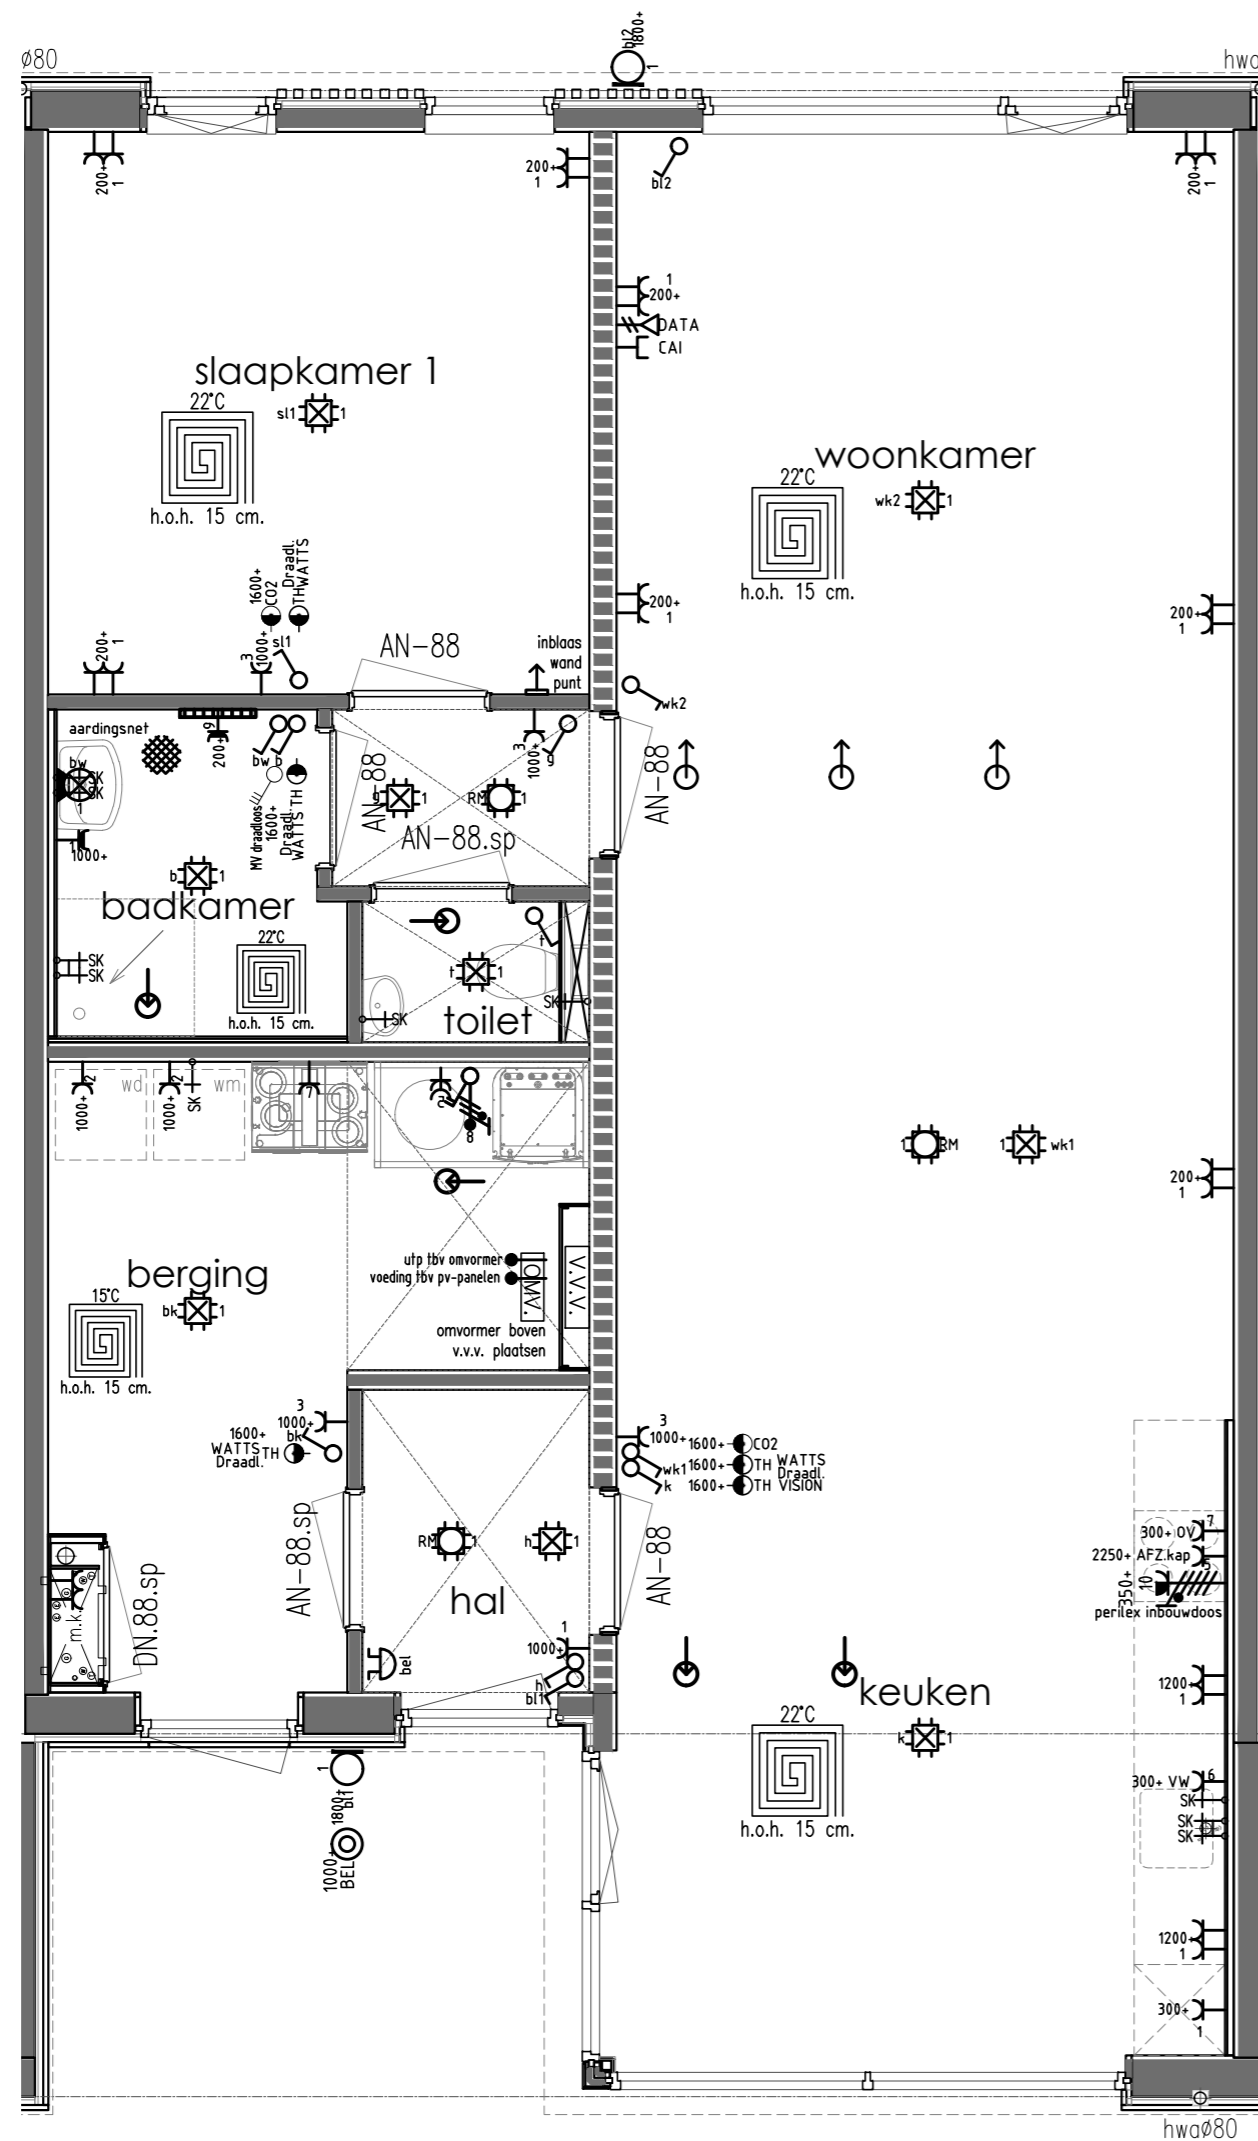 ø80
bl2
1800+
1
hwa
200+
1
200+
1
bl2
200+
1
1
200+
DATA
CAI
slaapkamer 1
22°C
sl1
1
h.o.h. 15 cm.
woonkamer
22°C
wk2
1
h.o.h. 15 cm.
1600+
CO2
Draadl.
TH WATTS
200+
1
200+
1
200+
1
3
1000+
sl1
AN-88
inblaas
wand
punt
wk2
aardingsnet
bw
SK
SK
1
9
200+
bw
b
3
1000+
g
AN-88
AN-88
g
1
RM
1
AN-88.sp
MV draadloos
1600+
Draadl.
WATTS TH
1
1000+
b
1
badkamer
22°C
h.o.h. 15 cm.
SK
SK
t
t
1
SK
SK
toilet
1000+
2
wd
1000+
2
SK
wm
7
2
8
1
RM
1
wk1
200+
1
utp tbv omvormer
voeding tbv pv-panelen
OMV.
V.V.V.
omvormer boven
v.v.v. plaatsen
berging
15°C
bk
1
h.o.h. 15 cm.
3
1000+
bk
1600+
WATTS
TH
Draadl.
3
1000+
wk1
k
1600+
CO2
1600+
TH WATTS
Draadl.
1600+
TH VISION
AN-88.sp
RM
1
h
1
hal
AN-88
DN.88.sp
m.k.
bel
1
1000+
h
bl1
300+ OV
7
2250+ AFZ.kap
5
350+
10
perilex inbouwdoos
1200+
1
keuken
22°C
k
1
h.o.h. 15 cm.
1
1800+
bl1
1000+
BEL
300+ VW
6
SK
SK
SK
1200+
1
300+
1
hwaø80